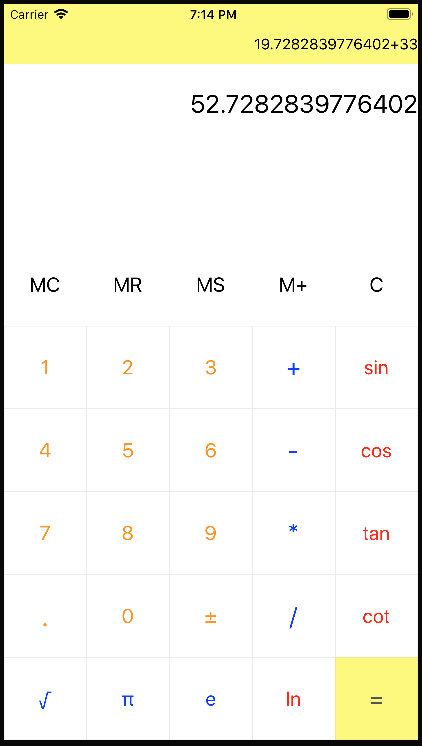 Carrier 7:14 PM
19.7282839776402+33
52.7282839776402
MC MR MS M+ C
1 2 3 + sin
4 5 6 - cos
7 8 9 * tan
. 0 ± / cot
√ π e ln =